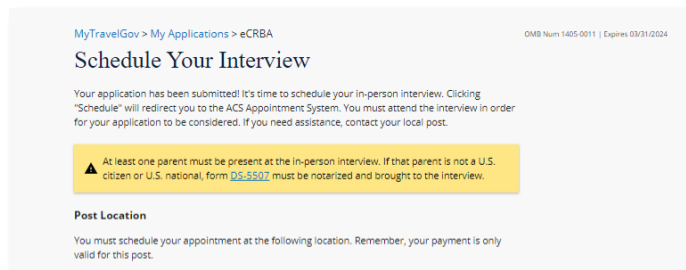 MyTravelGov > My Applications > eCRBA
OMB Num 1405-0011 | Expires 03/31/2024
Schedule Your Interview
Your application has been submitted! It's time to schedule your in-person interview. Clicking
"Schedule" will redirect you to the ACS Appointment System. You must attend the interview in order
for your application to be considered. If you need assistance, contact your local post.
At least one parent must be present at the in-person interview. If that parent is not a U.S.
citizen or U.S. national, form DS-5507 must be notarized and brought to the interview.
Post Location
You must schedule your appointment at the following location. Remember, your payment is only
valid for this post.